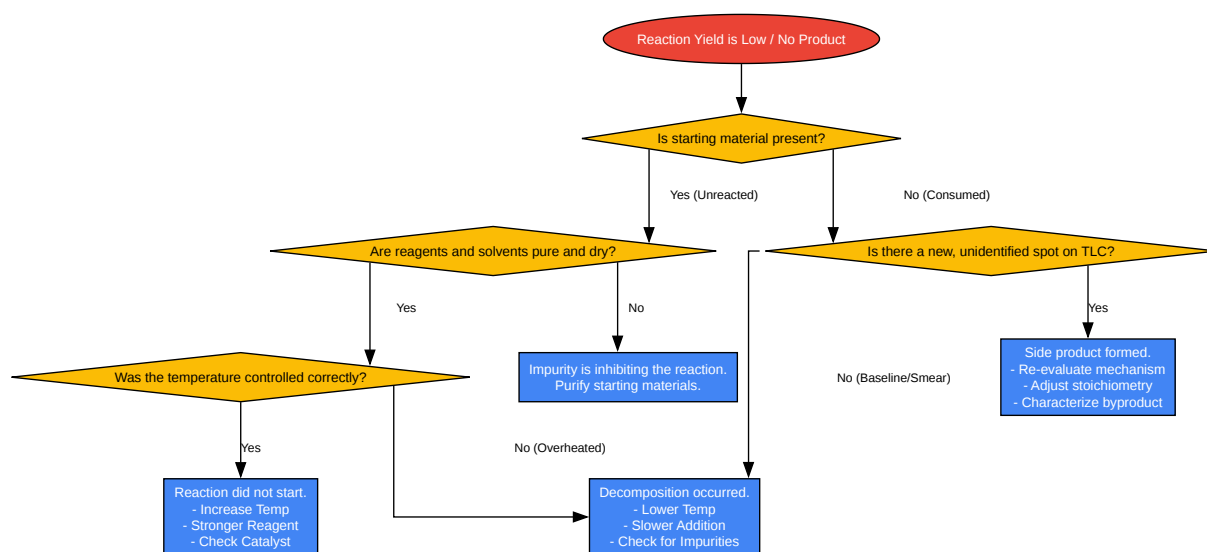 Reaction Yield is Low / No Product
Is starting material present?
Yes (Unreacted)
No (Consumed)
Are reagents and solvents pure and dry?
Is there a new, unidentified spot on TLC?
Yes
No
Yes
Was the temperature controlled correctly?
Impurity is inhibiting the reaction.
Purify starting materials.
No (Baseline/Smear)
Side product formed.
- Re-evaluate mechanism
- Adjust stoichiometry
- Characterize byproduct
Yes
No (Overheated)
Reaction did not start.
- Increase Temp
- Stronger Reagent
- Check Catalyst
Decomposition occurred.
- Lower Temp
- Slower Addition
- Check for Impurities